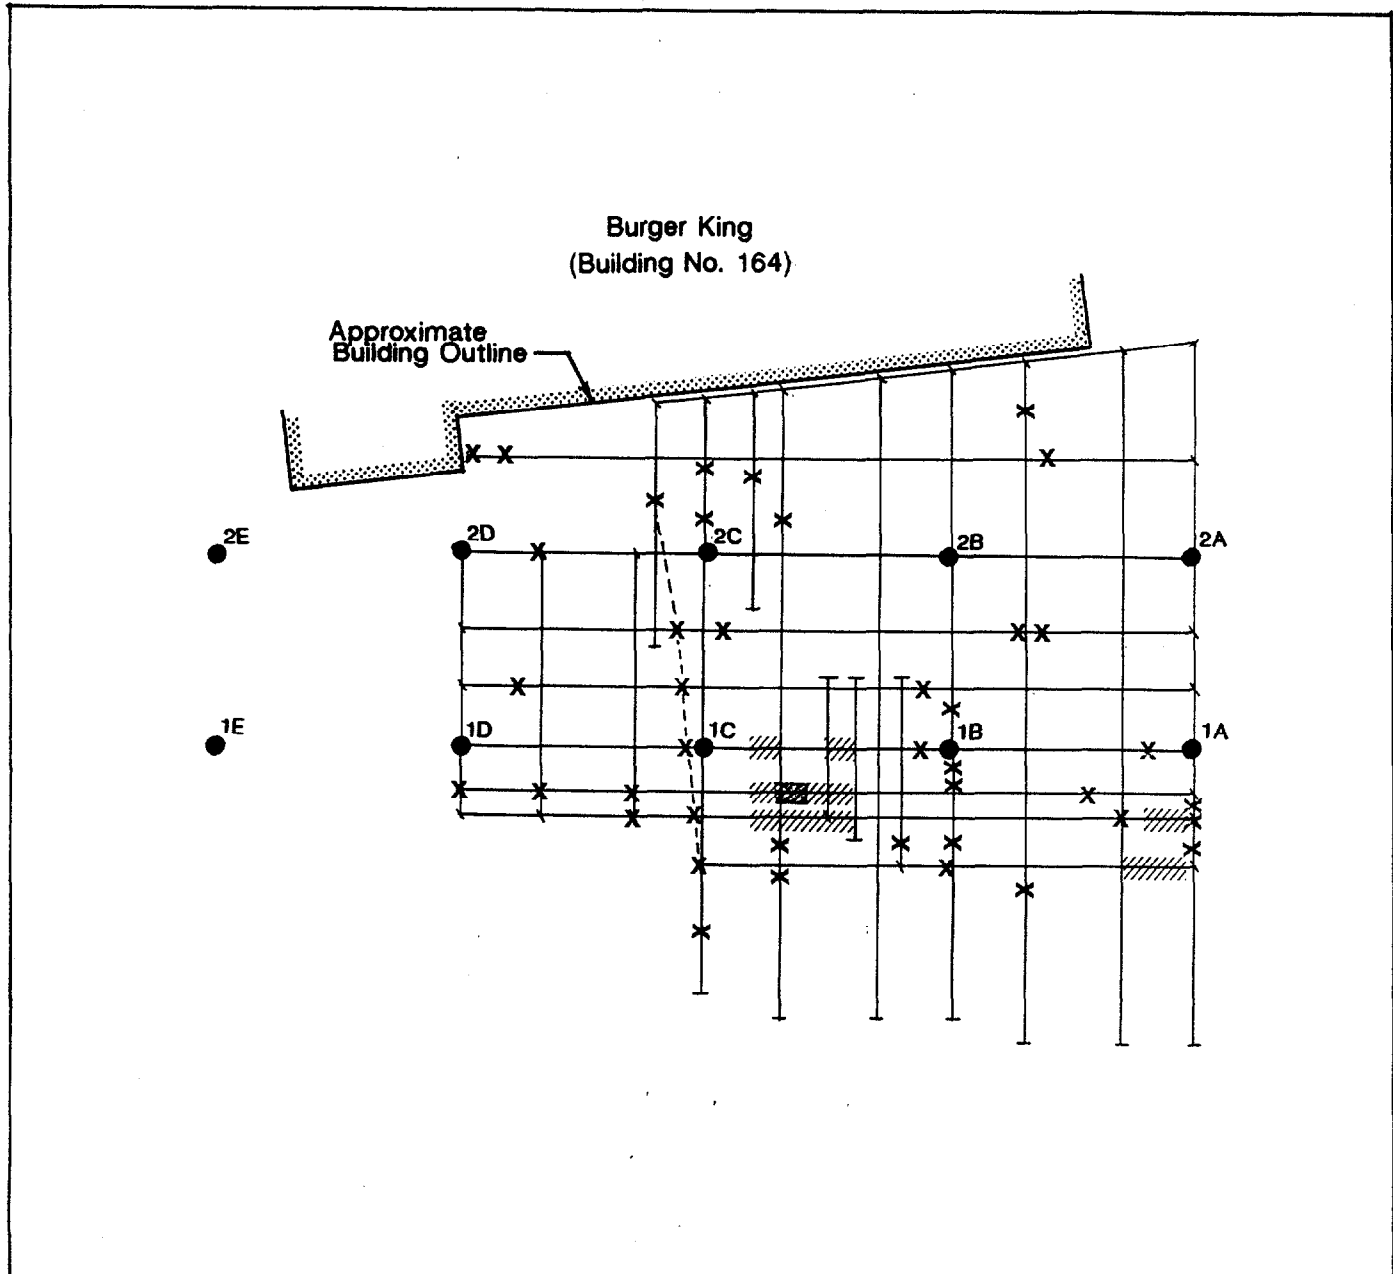 Burger King
(Building No. 164)
Approximate
Building Outline
2E
2D
2C
2B
2A
1E
1D
1C
1B
1A